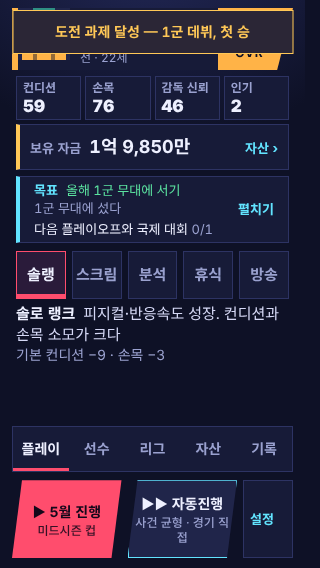 도전 과제 달성 — 1군 데뷔, 첫 승
전 · 22세
컨디션
59
손목
76
감독 신뢰
46
인기
2
보유 자금 1억 9,850만
자산 ›
목표 올해 1군 무대에 서기
1군 무대에 섰다
다음 플레이오프와 국제 대회 0/1
펼치기
솔랭
스크림
분석
휴식
방송
솔로 랭크 피지컬·반응속도 성장. 컨디션과
손목 소모가 크다
기본 컨디션 −9 · 손목 −3
플레이
선수
리그
자산
기록
▶ 5월 진행
미드시즌 컵
▶▶ 자동진행
사건 균형 · 경기 직
접
설정